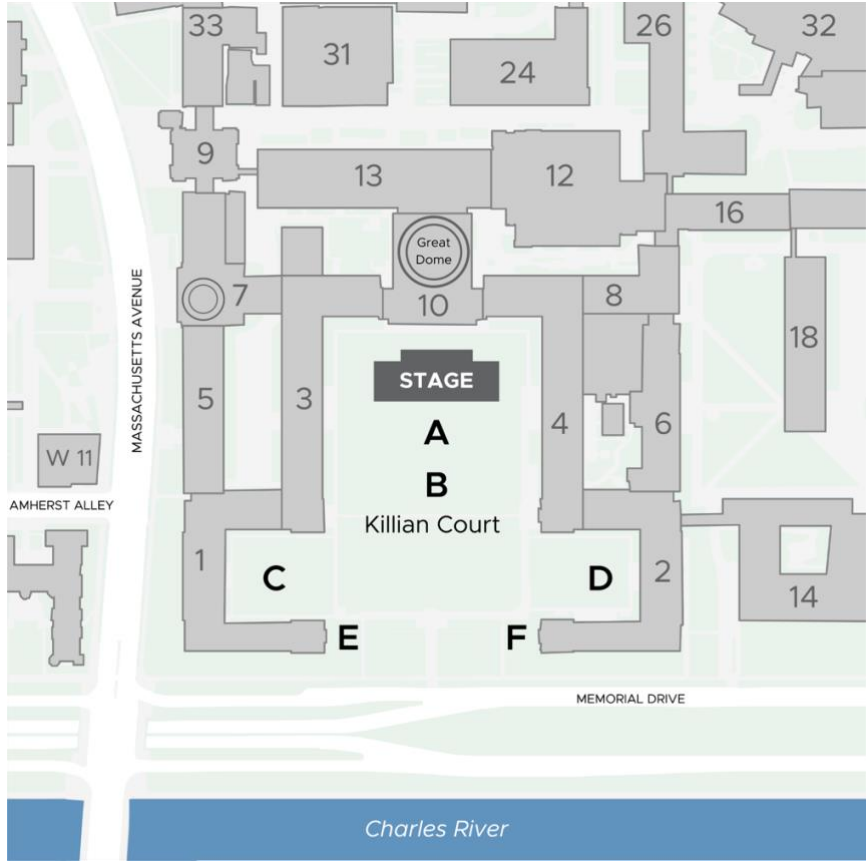 33
31
24
26
32
9
13
12
16
Great
Dome
7
10
8
18
MASSACHUSETTS AVENUE
STAGE
5
3
A
4
6
W 11
B
AMHERST ALLEY
Killian Court
1
C
D
2
14
E
F
MEMORIAL DRIVE
Charles River